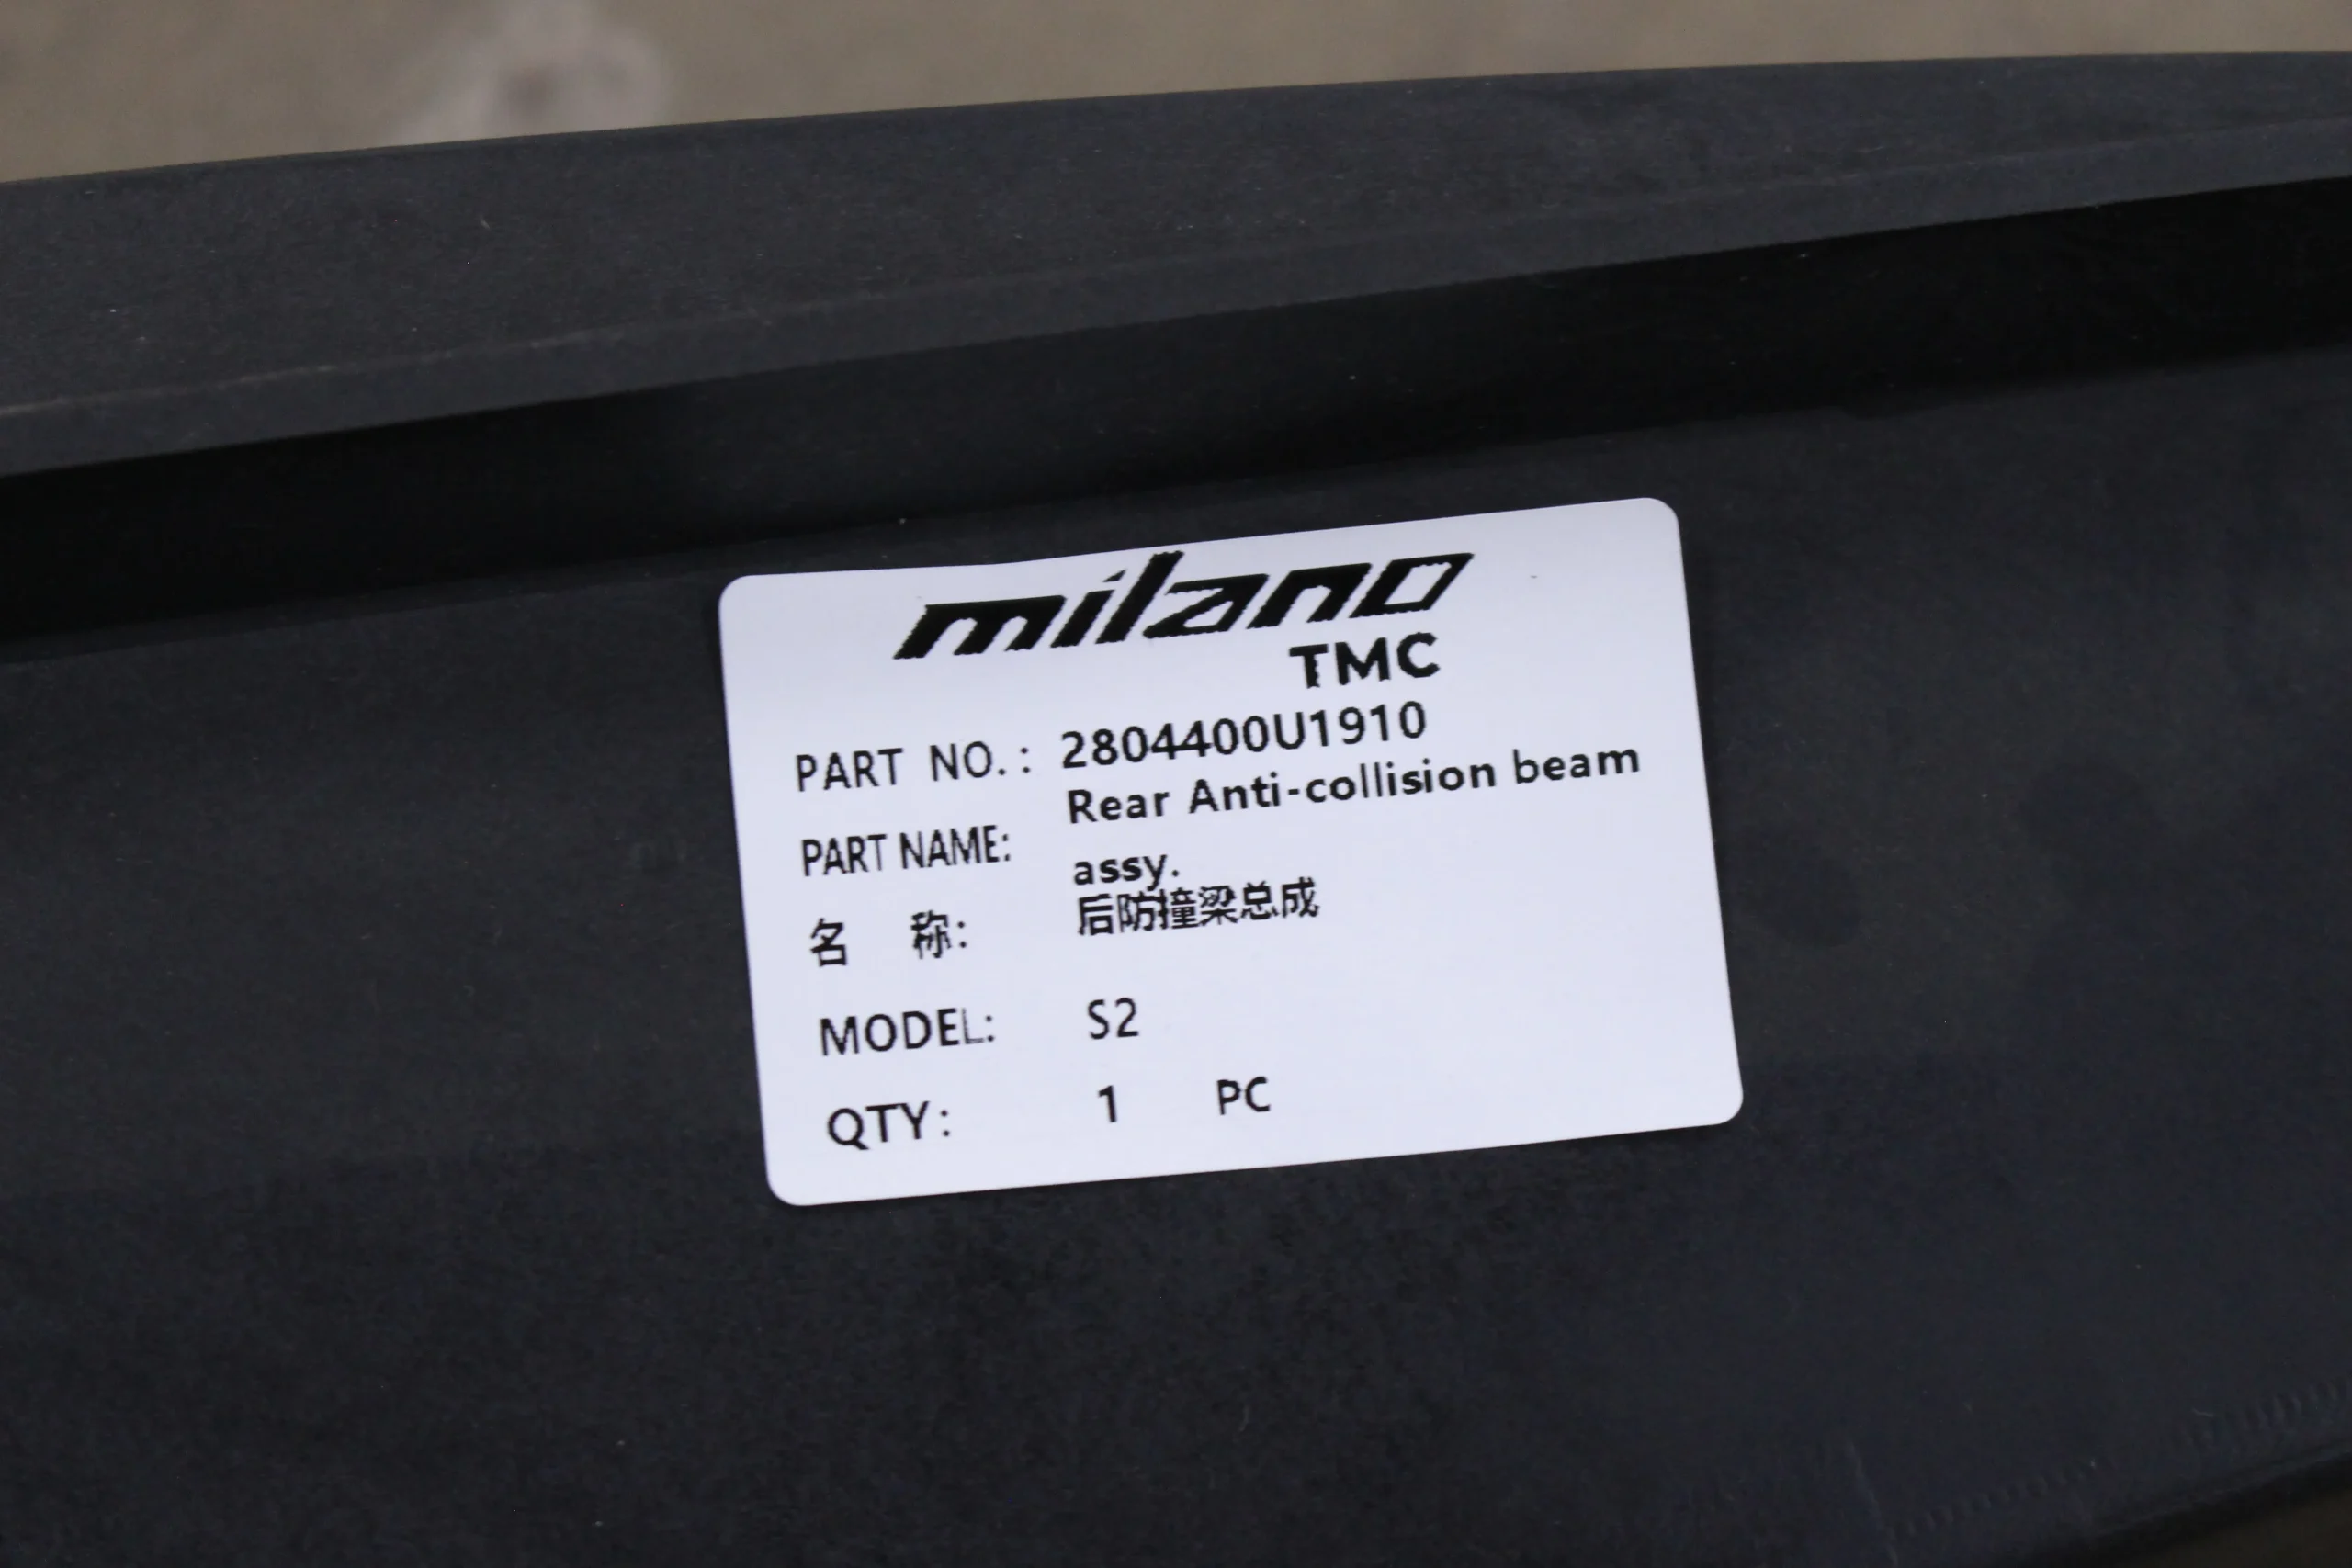 milano
TMC
PART NO.: 2804400U1910
PART NAME: Rear Anti-collision beam
assy.
名 称: 后防撞梁总成
MODEL: S2
QTY: 1 PC